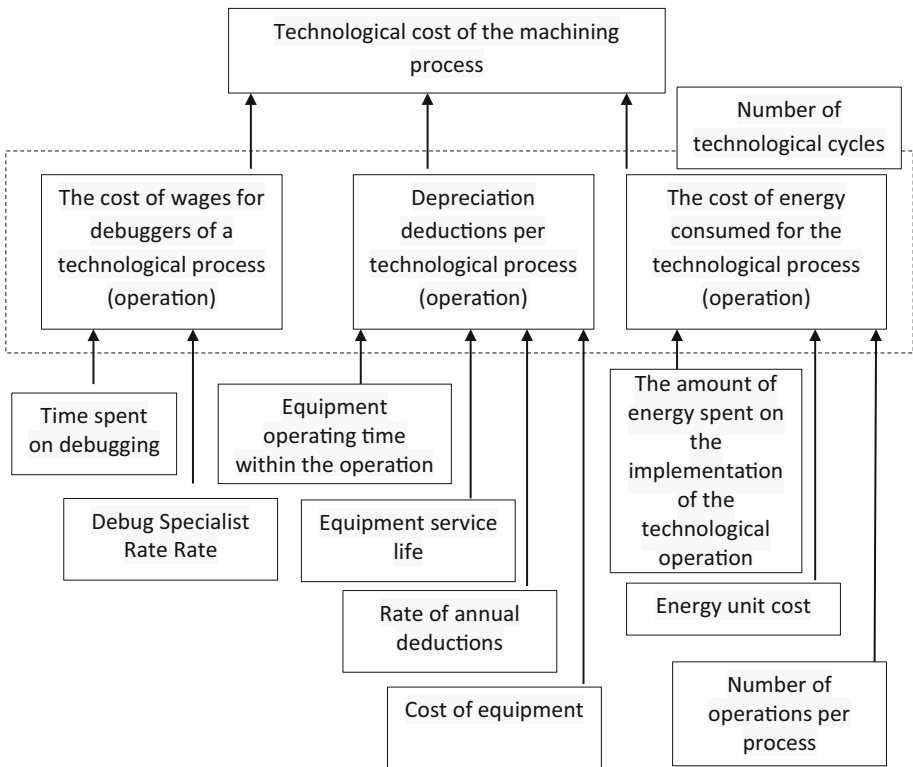 Technological cost of the machining
process
Number of
technological cycles
The cost of wages for
debuggers of a
technological process
(operation)
Depreciation
deductions per
technological process
(operation)
The cost of energy
consumed for the
technological process
(operation)
Time spent
on debugging
Equipment
operating time
within the operation
The amount of
energy spent on
the
implementation
of the
technological
operation
Debug Specialist
Rate Rate
Equipment service
life
Rate of annual
deductions
Energy unit cost
Cost of equipment
Number of
operations per
process